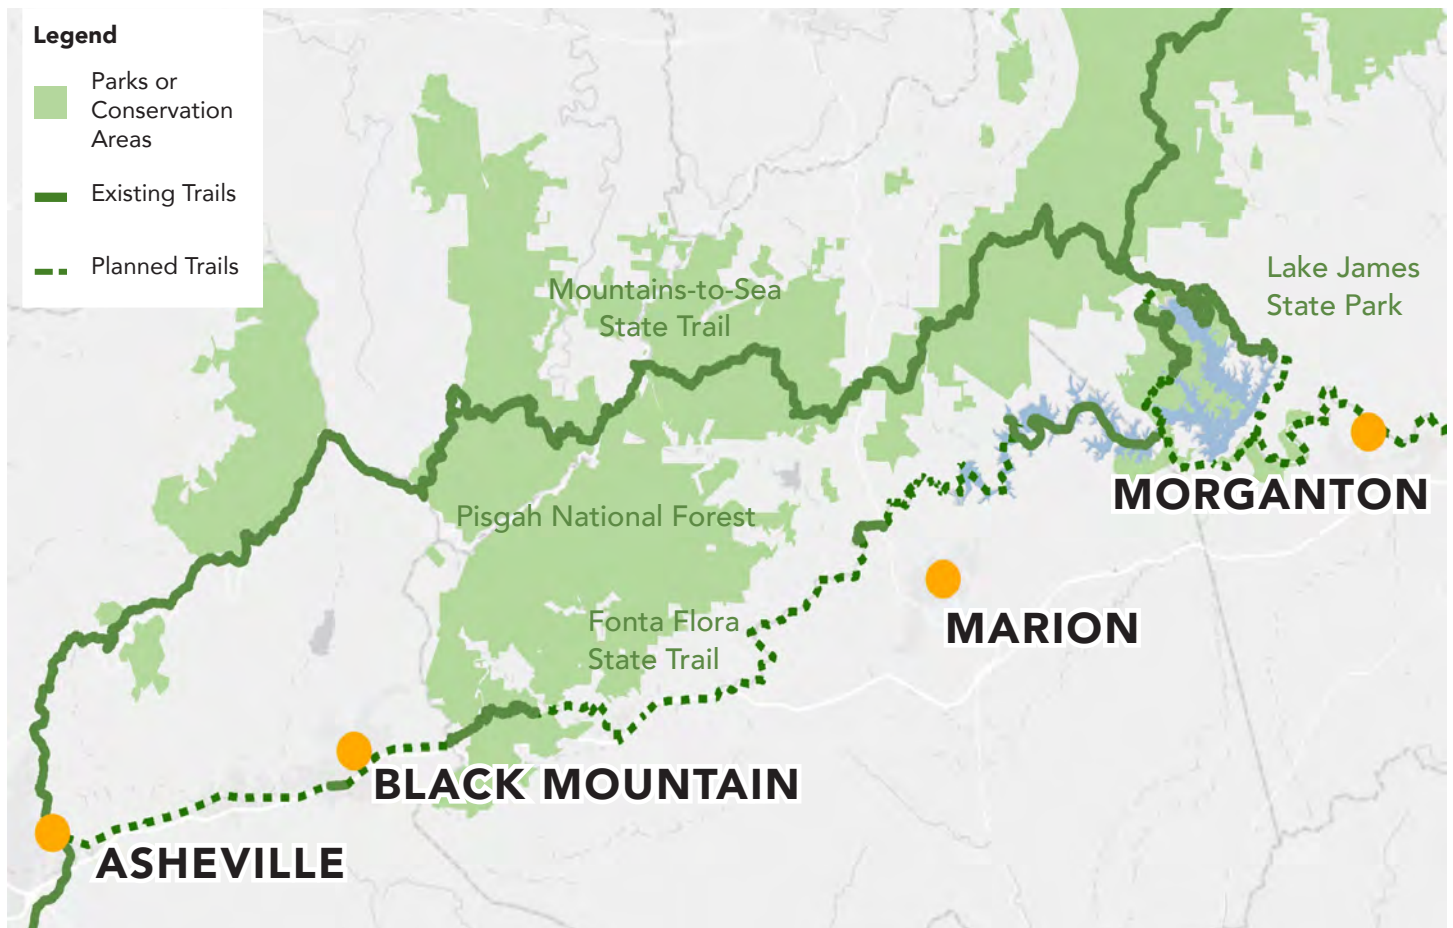 Legend
Parks or
Conservation
Areas
Existing Trails
Planned Trails
Mountains-to-Sea
State Trail
Lake James
State Park
Pisgah National Forest
MORGANTON
Fonta Flora
State Trail
MARION
BLACK MOUNTAIN
ASHEVILLE